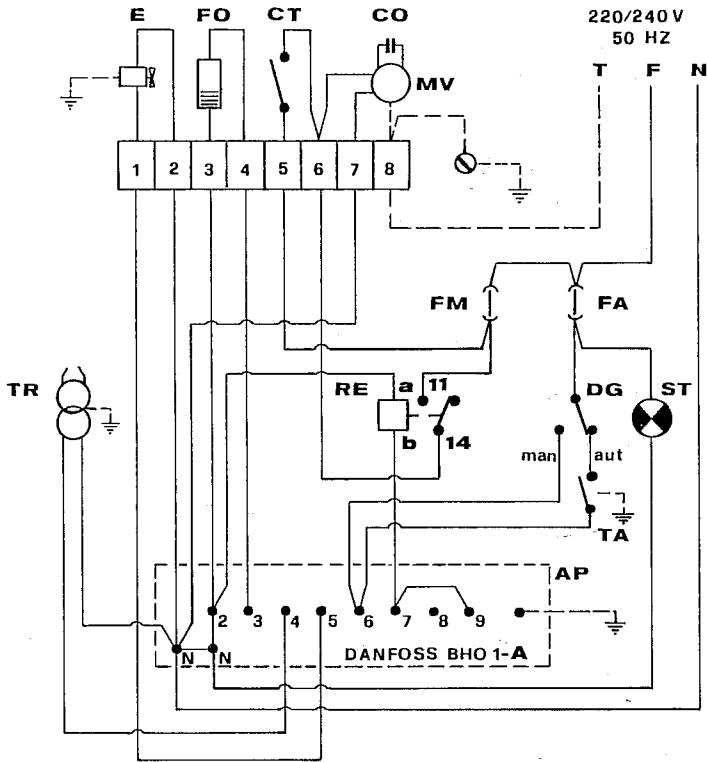 E FO CT CO 220/240 V
50 HZ
T F N
MV
1 2 3 4 5 6 7 8
FM FA
TR RE a 11 DG ST
b 14 man aut
TA
AP
2 3 4 5 6 7 8 9
N N DANFOSS BHO 1-A